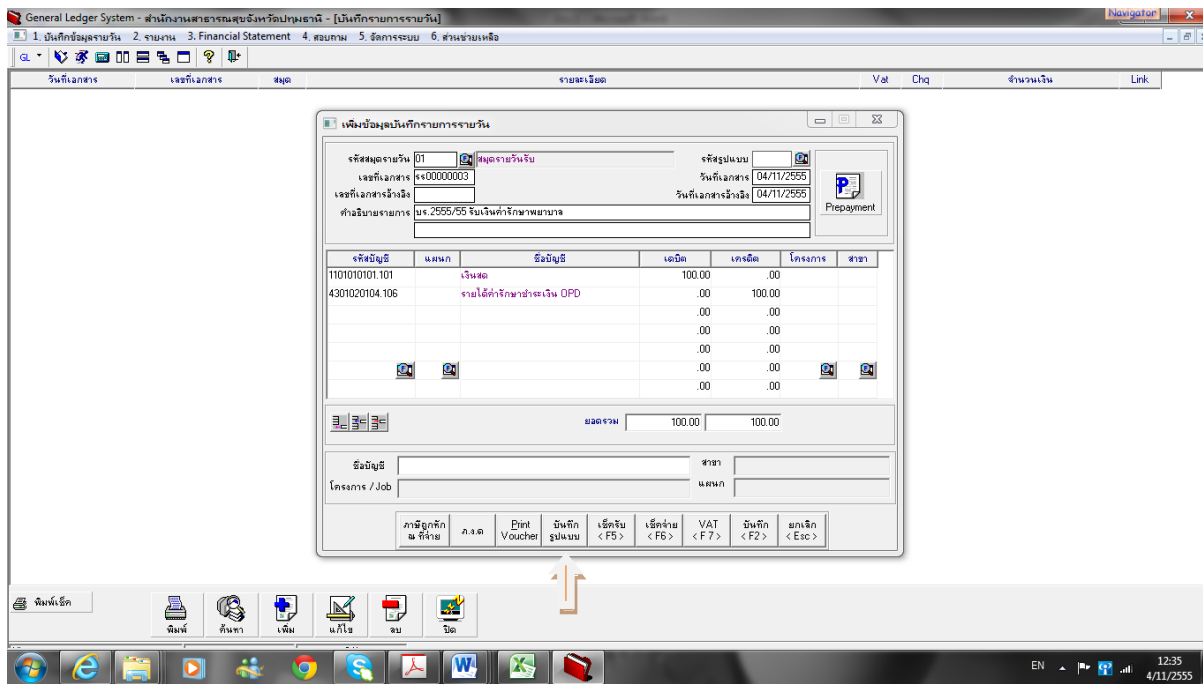 General Ledger System - สำนักงานสาธารณสุขจังหวัดปทุมธานี - [บันทึกรายการรายวัน]
Navigator
1. บันทึกข้อมูลรายวัน 2. รายงาน 3. Financial Statement 4. สอบถาม 5. จัดการระบบ 6. ส่วนช่วยเหลือ
GL
วันที่เอกสาร เลขที่เอกสาร สมุด รายละเอียด Vat Chq จำนวนเงิน Link
เพิ่มข้อมูลบันทึกรายการรายวัน
รหัสสมุดรายวัน 01 สมุดรายวันรับ รหัสรูปแบบ
เลขที่เอกสาร รร00000003 วันที่เอกสาร 04/11/2555
เลขที่เอกสารอ้างอิง วันที่เอกสารอ้างอิง 04/11/2555
Prepayment
คำอธิบายรายการ บร.2555/55 รับเงินค่ารักษาพยาบาล
รหัสบัญชี แผนก ชื่อบัญชี เดบิต เครดิต โครงการ สาขา
1101010101.101 เงินสด 100.00 .00
4301020104.106 รายได้ค่ารักษาชำระเงิน OPD .00 100.00
.00 .00
.00 .00
.00 .00
.00 .00
.00 .00
ยอดรวม 100.00 100.00
ชื่อบัญชี สาขา
โครงการ / Job แผนก
ภาษีถูกหัก ณ ที่จ่าย ภ.ง.ด Print Voucher บันทึก รูปแบบ เช็ครับ <F5> เช็คจ่าย <F6> VAT <F7> บันทึก <F2> ยกเลิก <Esc>
พิมพ์เช็ค
พิมพ์ ค้นหา เพิ่ม แก้ไข ลบ ปิด
EN 12:35
4/11/2555